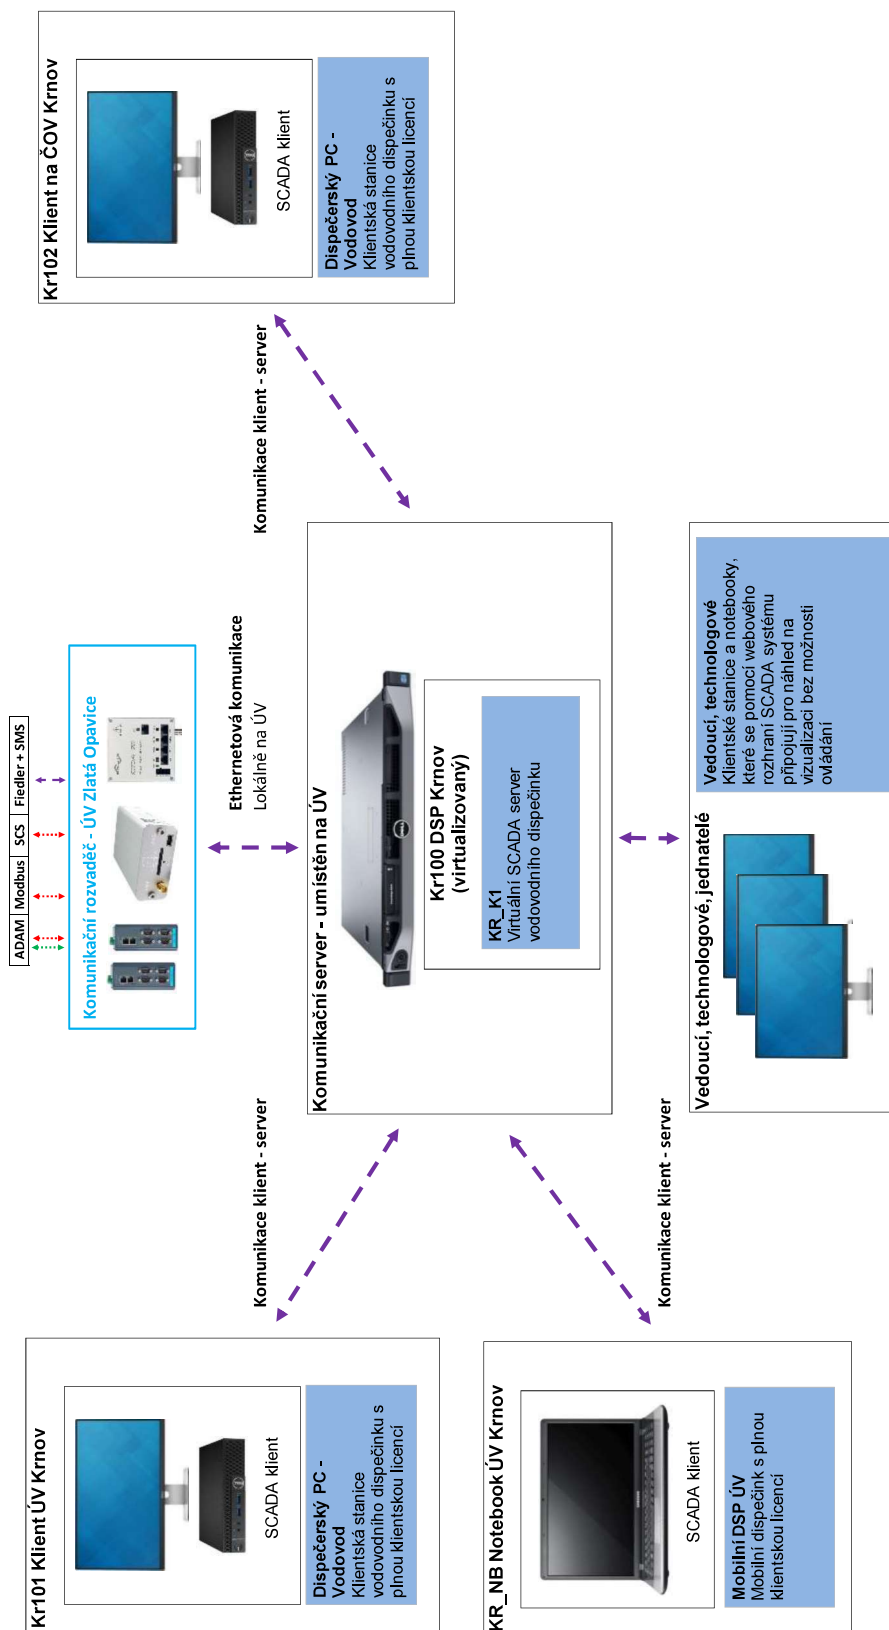 Kr101 Klient ÚV Krnov
SCADA klient
Dispečerský PC -
Vodovod
Klientská stanice
vodovodního dispečinku s
plnou klientskou licencí
Komunikace klient - server
ADAM
Modbus
SCS
Fiedler + SMS
Komunikační rozvaděč - ÚV Zlatá Opavice
Ethernetová komunikace
Lokálně na ÚV
Kr102 Klient na ČOV Krnov
SCADA klient
Dispečerský PC -
Vodovod
Klientská stanice
vodovodního dispečinku s
plnou klientskou licencí
Komunikace klient - server
Komunikační server - umístěn na ÚV
Kr100 DSP Krnov
(virtualizovaný)
KR_K1
Virtuální SCADA server
vodovodního dispečinku
KR_NB Notebook ÚV Krnov
SCADA klient
Mobilní DSP ÚV
Mobilní dispečink s plnou
klientskou licencí
Komunikace klient - server
Vedoucí, technologové, jednatelé
Vedoucí, technologové
Klientské stanice a notebooky,
které se pomocí webového
rozhraní SCADA systému
připojují pro náhled na
vizualizaci bez možnosti
ovládání